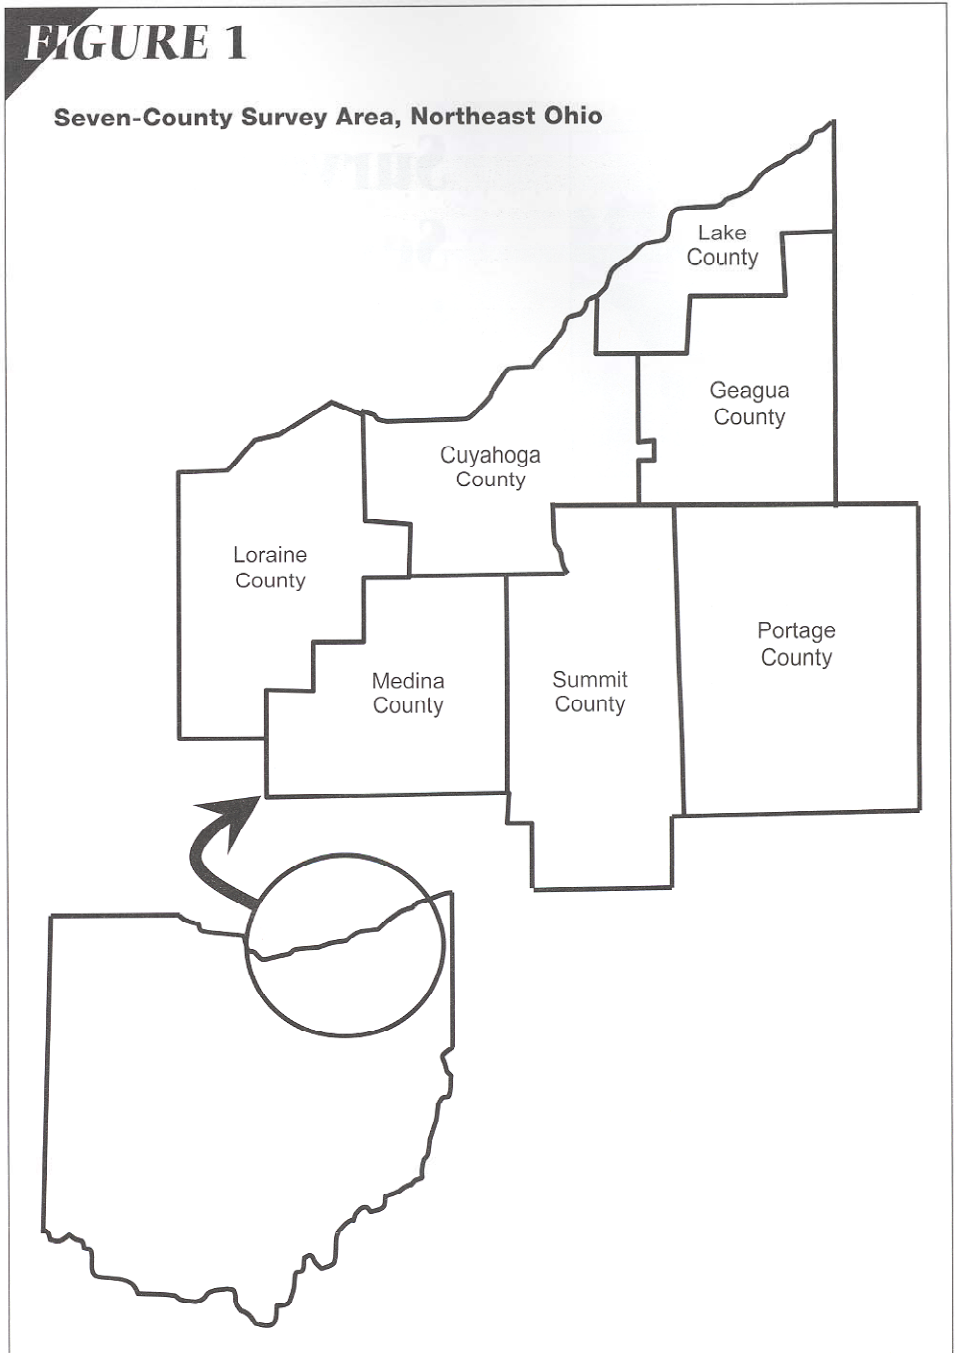 FIGURE 1
Seven-County Survey Area, Northeast Ohio
Lake
County
Geagua
County
Cuyahoga
County
Loraine
County
Portage
County
Medina
County
Summit
County